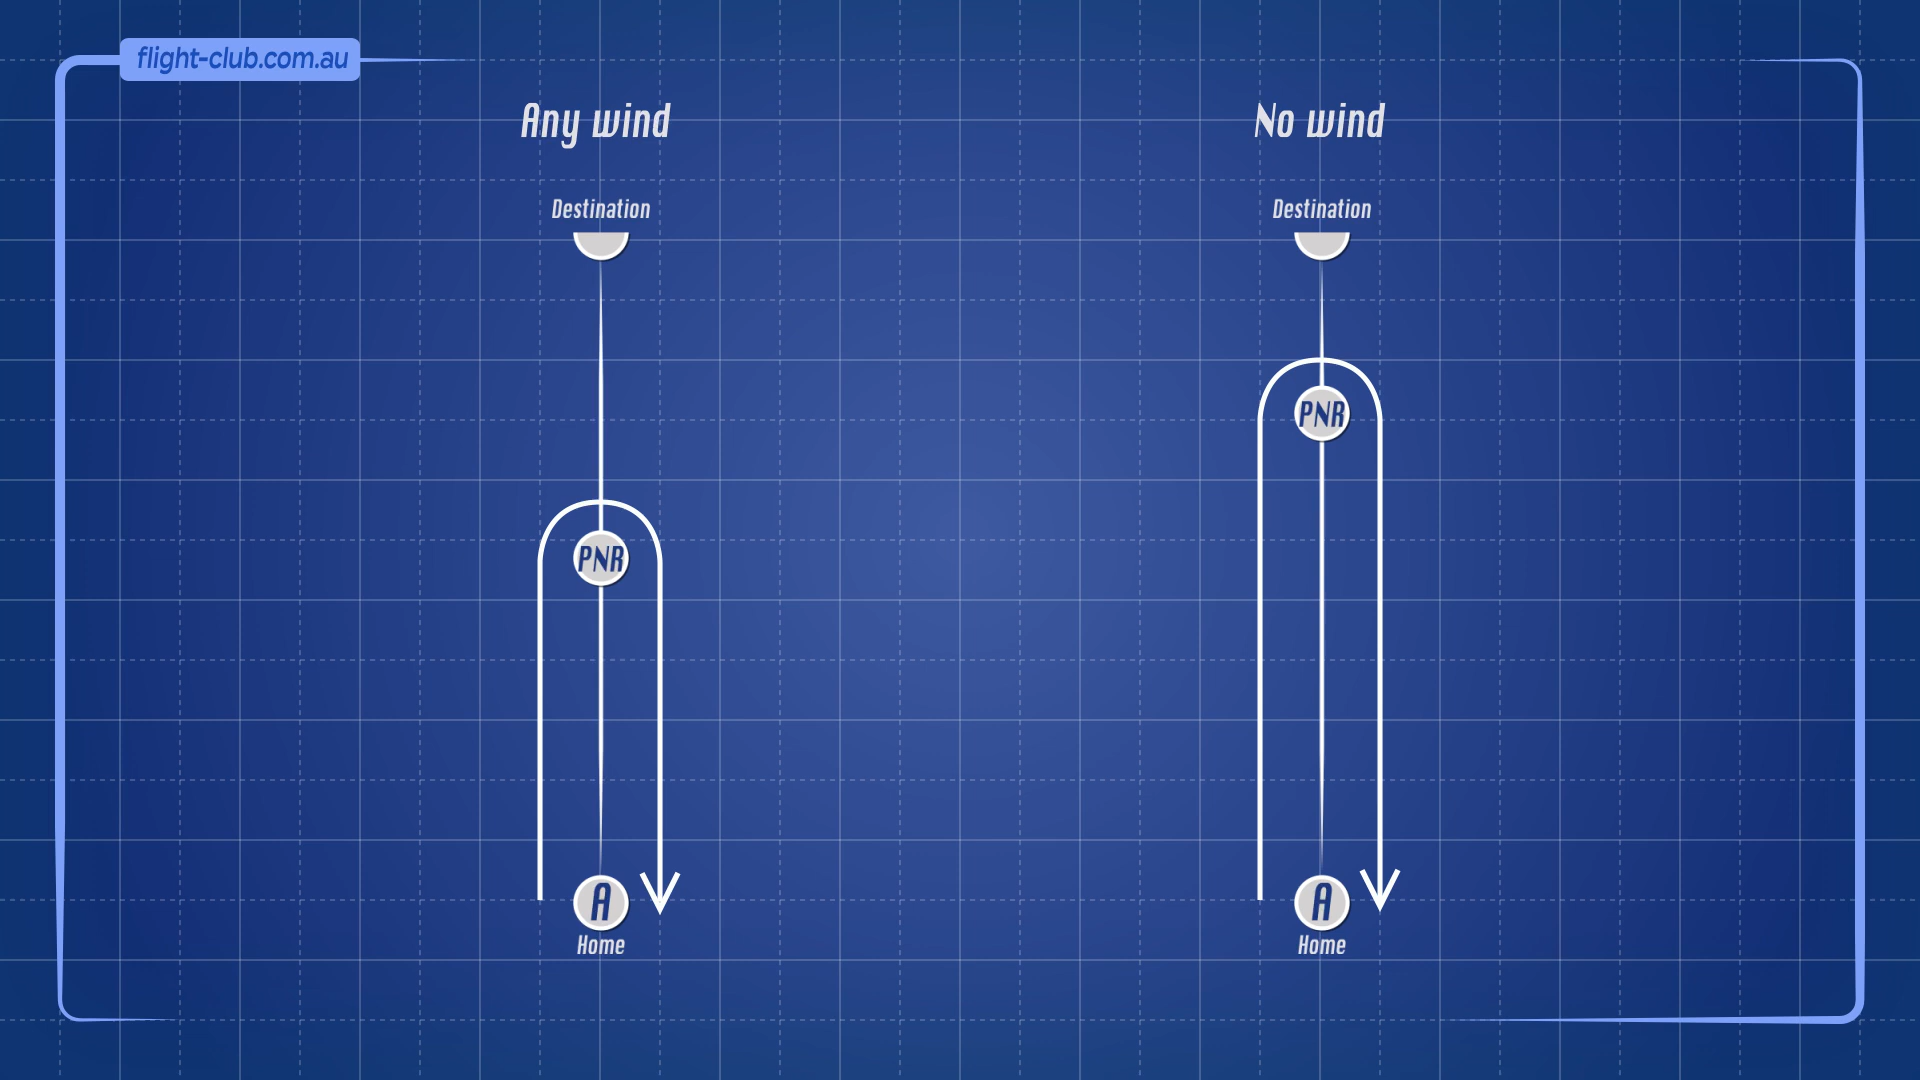 flight-club.com.au
Any wind
Destination
PNR
A
Home
No wind
Destination
PNR
A
Home